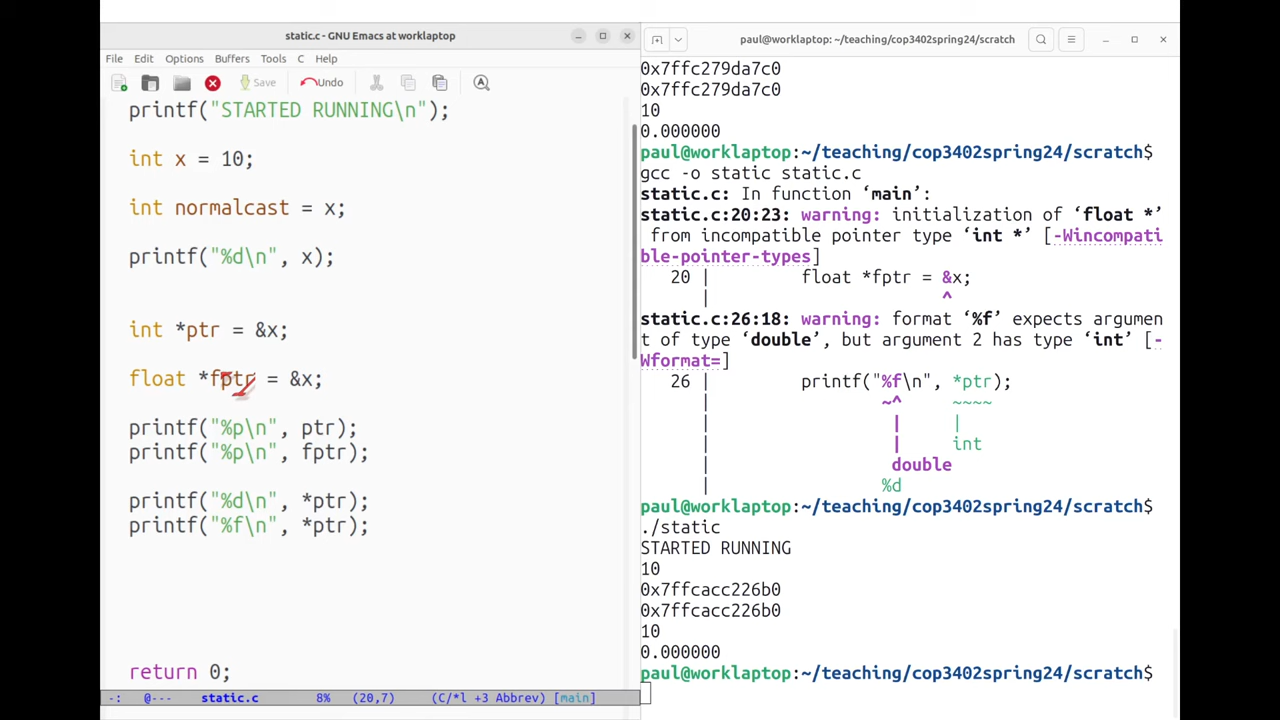 static.c - GNU Emacs at worklaptop
File Edit Options Buffers Tools C Help
Save Undo
printf("STARTED RUNNING\n");
int x = 10;
int normalcast = x;
printf("%d\n", x);
int *ptr = &x;
float *fptr = &x;
printf("%p\n", ptr);
printf("%p\n", fptr);
printf("%d\n", *ptr);
printf("%f\n", *ptr);
return 0;
-: @--- static.c 8% (20,7) (C/*l +3 Abbrev) [main]
paul@worklaptop: ~/teaching/cop3402spring24/scratch
0x7ffc279da7c0
0x7ffc279da7c0
10
0.000000
paul@worklaptop:~/teaching/cop3402spring24/scratch$
gcc -o static static.c
static.c: In function ‘main’:
static.c:20:23: warning: initialization of ‘float *’
from incompatible pointer type ‘int *’ [-Wincompati
ble-pointer-types]
20 | float *fptr = &x;
| ^
static.c:26:18: warning: format ‘%f’ expects argumen
t of type ‘double’, but argument 2 has type ‘int’ [-
Wformat=]
26 | printf("%f\n", *ptr);
| ~^ ~~~~
| | |
| | int
| double
| %d
paul@worklaptop:~/teaching/cop3402spring24/scratch$
./static
STARTED RUNNING
10
0x7ffcacc226b0
0x7ffcacc226b0
10
0.000000
paul@worklaptop:~/teaching/cop3402spring24/scratch$